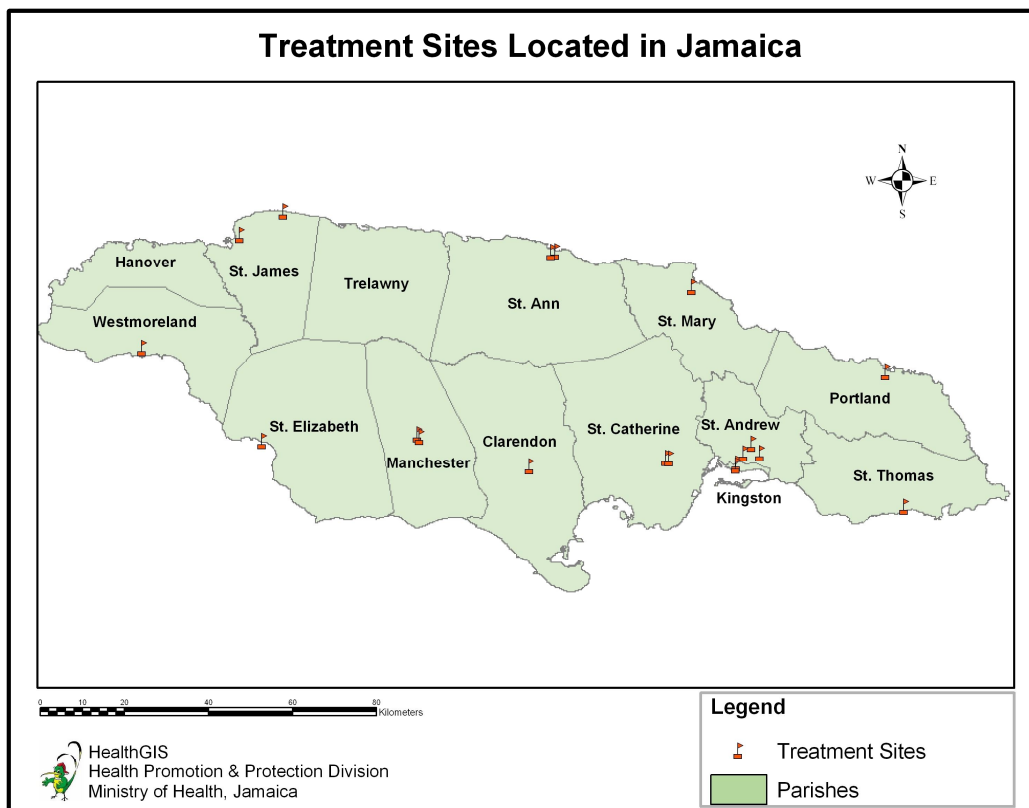 Treatment Sites Located in Jamaica
N
W E
S
Hanover
St. James
Trelawny
St. Ann
Westmoreland
St. Mary
Portland
St. Elizabeth
St. Catherine
St. Andrew
Manchester
Clarendon
St. Thomas
Kingston
0 10 20 40 60 80
Kilometers
HealthGIS
Health Promotion & Protection Division
Ministry of Health, Jamaica
Legend
Treatment Sites
Parishes